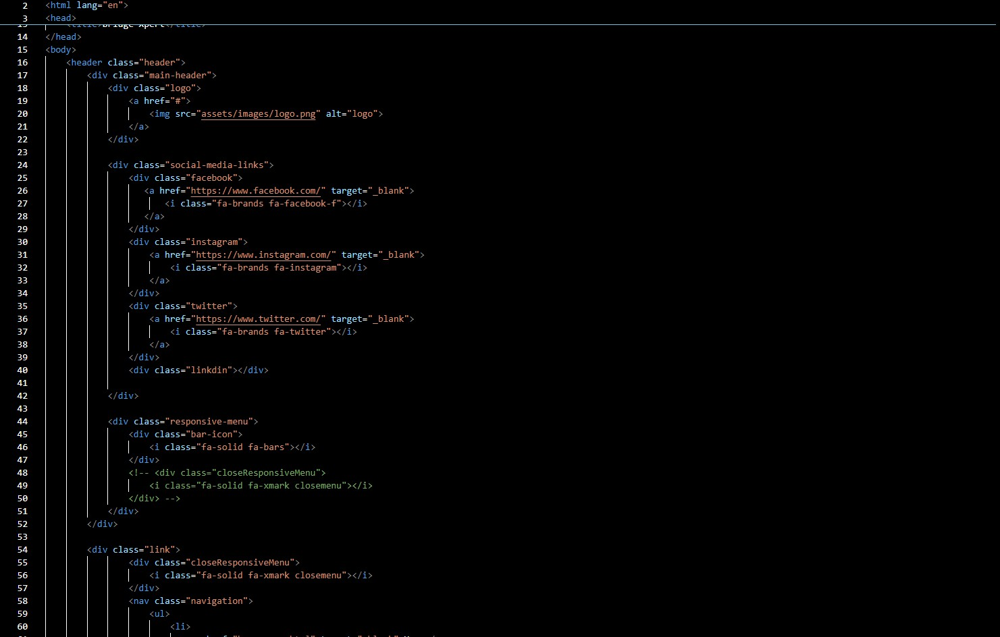 2 <html lang="en">
3 <head>
13 <title>Bridge Xpert</title>
14 </head>
15 <body>
16 <header class="header">
17 <div class="main-header">
18 <div class="logo">
19 <a href="#">
20 <img src="assets/images/logo.png" alt="logo">
21 </a>
22 </div>
23
24 <div class="social-media-links">
25 <div class="facebook">
26 <a href="https://www.facebook.com/" target="_blank">
27 <i class="fa-brands fa-facebook-f"></i>
28 </a>
29 </div>
30 <div class="instagram">
31 <a href="https://www.instagram.com/" target="_blank">
32 <i class="fa-brands fa-instagram"></i>
33 </a>
34 </div>
35 <div class="twitter">
36 <a href="https://www.twitter.com/" target="_blank">
37 <i class="fa-brands fa-twitter"></i>
38 </a>
39 </div>
40 <div class="linkdin"></div>
41
42 </div>
43
44 <div class="responsive-menu">
45 <div class="bar-icon">
46 <i class="fa-solid fa-bars"></i>
47 </div>
48 <!-- <div class="closeResponsiveMenu">
49 <i class="fa-solid fa-xmark closemenu"></i>
50 </div> -->
51 </div>
52 </div>
53
54 <div class="link">
55 <div class="closeResponsiveMenu">
56 <i class="fa-solid fa-xmark closemenu"></i>
57 </div>
58 <nav class="navigation">
59 <ul>
60 <li>